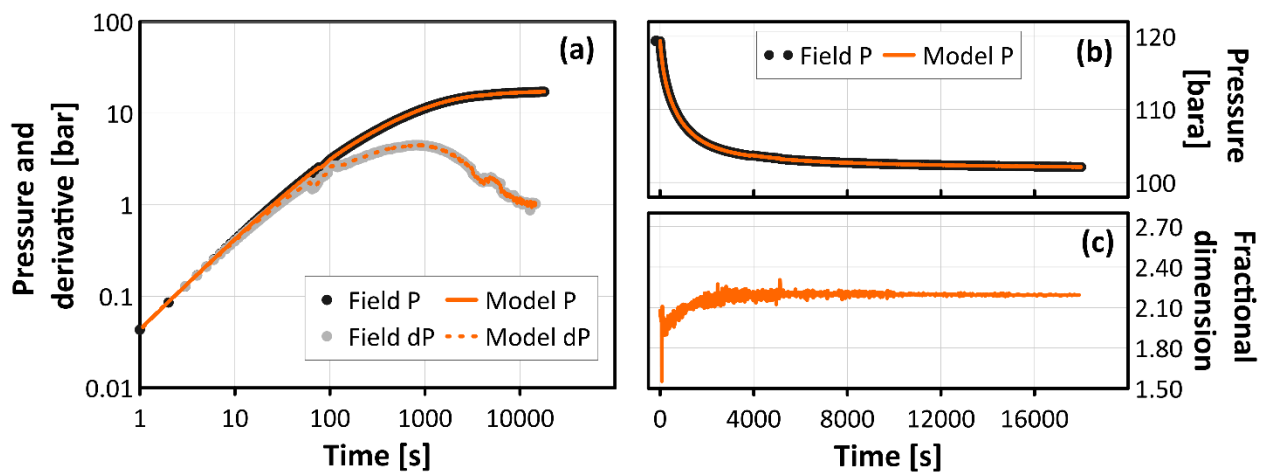 100
10
1
0.1
0.01
Pressure and
derivative [bar]
(a)
Field P
Model P
Field dP
Model dP
1
10
100
1000
10000
Time [s]
(b)
Field P
Model P
120
110
100
Pressure
[bara]
(c)
2.70
2.40
2.10
1.80
1.50
Fractional
dimension
0
4000
8000
12000
16000
Time [s]